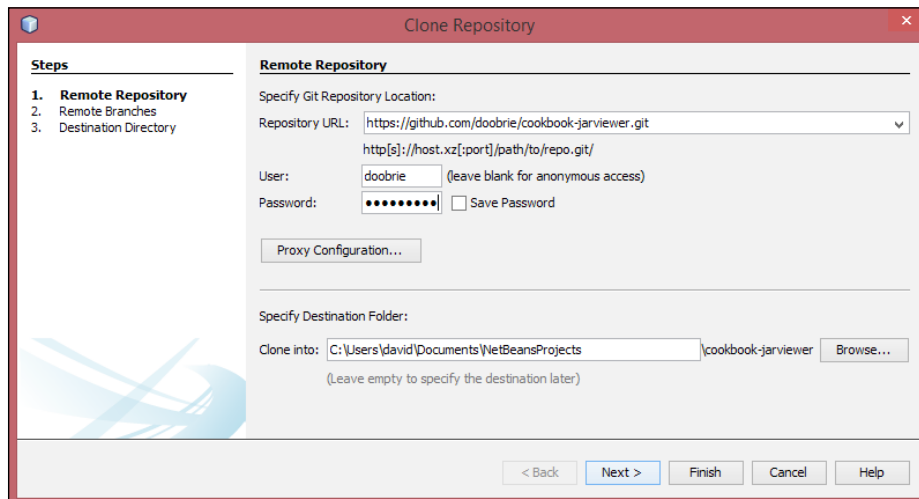 Clone Repository
Steps
1. Remote Repository
2. Remote Branches
3. Destination Directory
Remote Repository
Specify Git Repository Location:
Repository URL: https://github.com/doobrie/cookbook-jarviewer.git
http[s]://host.xz[:port]/path/to/repo.git/
User: doobrie (leave blank for anonymous access)
Password: ●●●●●●●●● Save Password
Proxy Configuration...
Specify Destination Folder:
Clone into: C:\Users\david\Documents\NetBeansProjects \cookbook-jarviewer Browse...
(Leave empty to specify the destination later)
< Back Next > Finish Cancel Help